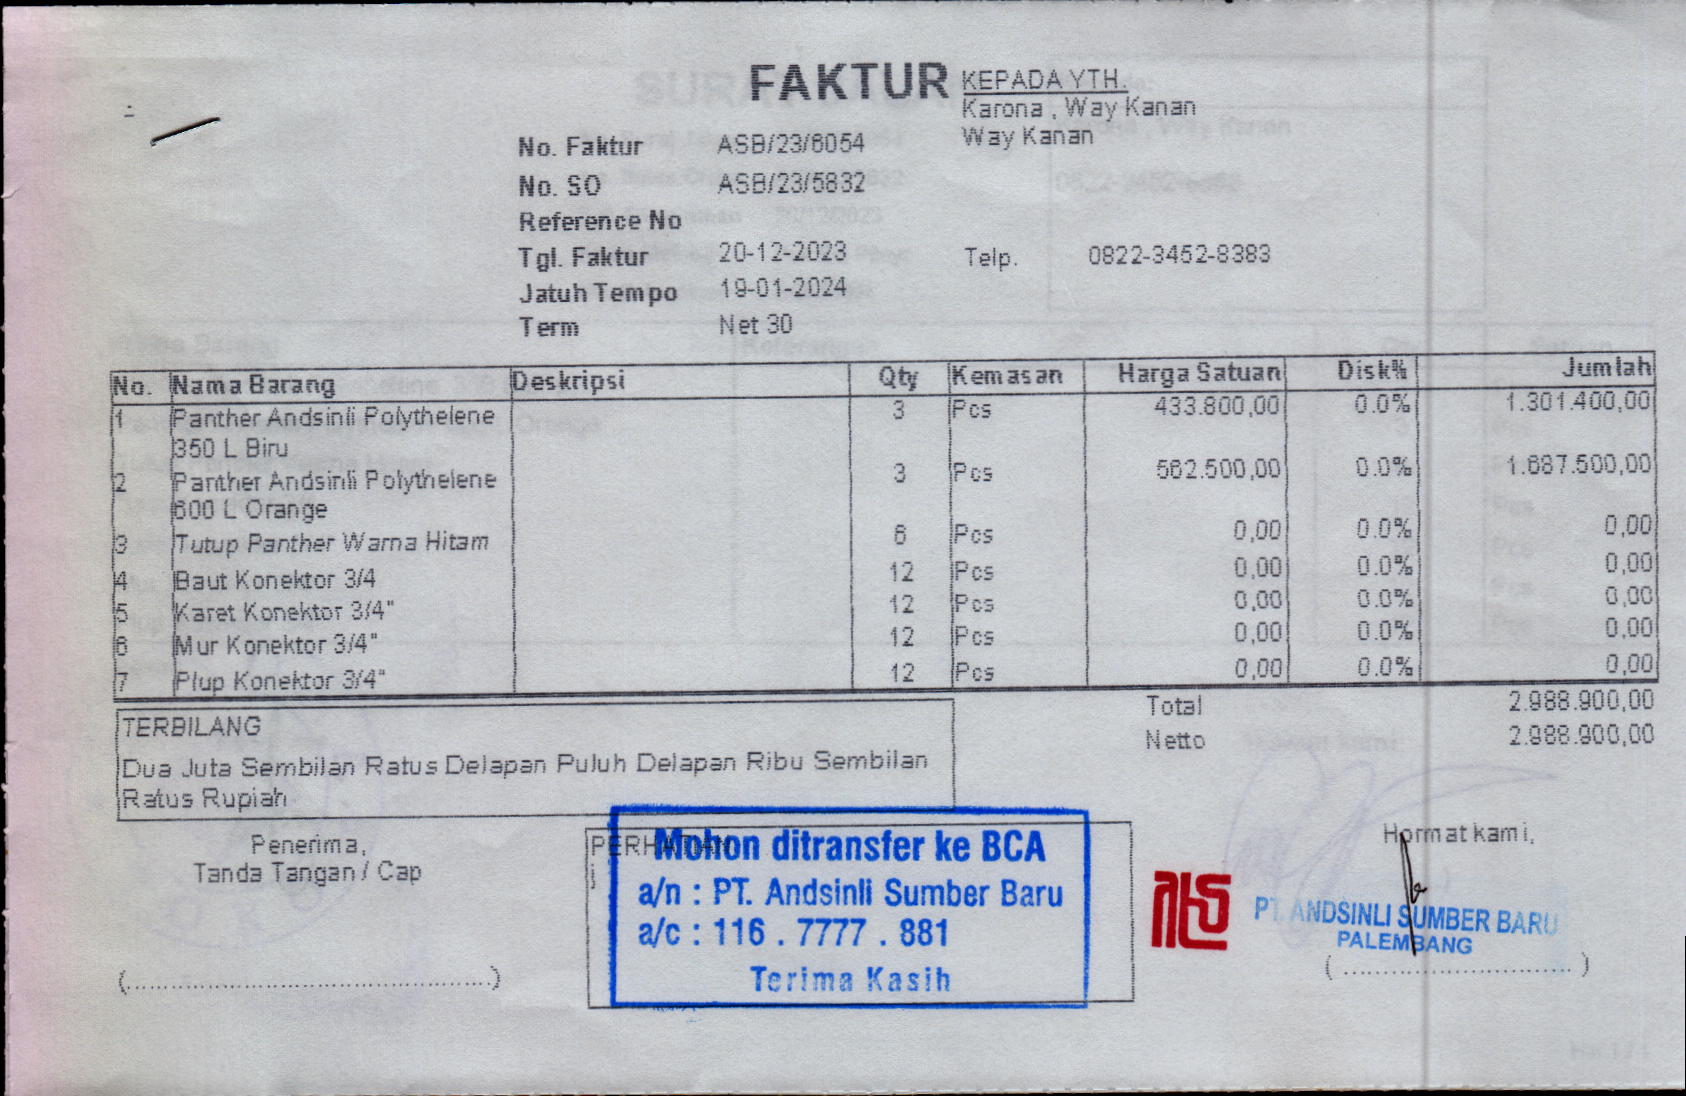 FAKTUR
KEPADA YTH.
Karona , Way Kanan
Way Kanan
No. Faktur ASB/23/6054
No. SO ASB/23/5832
Reference No
Tgl. Faktur 20-12-2023
Telp. 0822-3452-8383
Jatuh Tempo 19-01-2024
Term Net 30
No. Nama Barang Deskripsi Qty Kemasan Harga Satuan Disk% Jumlah
1 Panther Andsinli Polythelene 3 Pcs 433.800,00 0.0% 1.301.400,00
350 L Biru
2 Panther Andsinli Polythelene 3 Pcs 562.500,00 0.0% 1.687.500,00
600 L Orange
3 Tutup Panther Warna Hitam 6 Pcs 0,00 0.0% 0,00
4 Baut Konektor 3/4 12 Pcs 0,00 0.0% 0,00
5 Karet Konektor 3/4" 12 Pcs 0,00 0.0% 0,00
6 Mur Konektor 3/4" 12 Pcs 0,00 0.0% 0,00
7 Plup Konektor 3/4" 12 Pcs 0,00 0.0% 0,00
Total 2.988.900,00
Netto 2.988.900,00
TERBILANG
Dua Juta Sembilan Ratus Delapan Puluh Delapan Ribu Sembilan
Ratus Rupiah
Penerima,
Tanda Tangan / Cap
(................................................)
PERHATIAN
Mohon ditransfer ke BCA
a/n : PT. Andsinli Sumber Baru
a/c : 116 . 7777 . 881
Terima Kasih
Hormat kami,
PT. ANDSINLI SUMBER BARU
PALEMBANG
( .............................. )